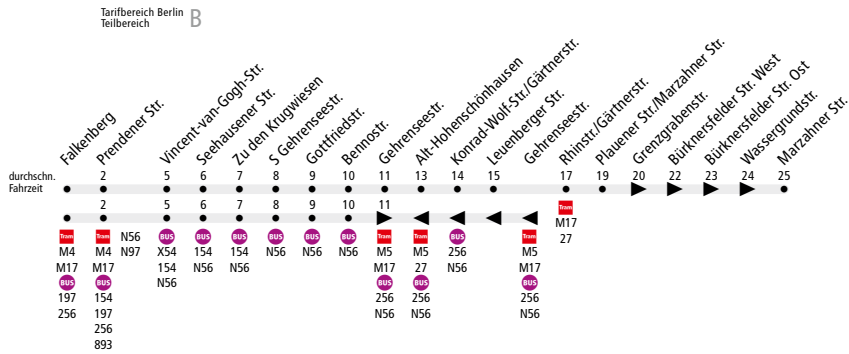 Tarifbereich Berlin
Teilbereich B
Falkenberg
Prendener Str.
Vincent-van-Gogh-Str.
Seehausener Str.
Zu den Krugwiesen
S Gehrenseestr.
Gottfriedstr.
Bennostr.
Gehrenseestr.
Alt-Hohenschönhausen
Konrad-Wolf-Str./Gärtnerstr.
Leuenberger Str.
Gehrenseestr.
Rhinstr./Gärtnerstr.
Plauener Str./Marzahner Str.
Grenzgrabenstr.
Bürknersfelder Str. West
Bürknersfelder Str. Ost
Wassergrundstr.
Marzahner Str.
durchschn. 2 5 6 7 8 9 10 11 13 14 15 17 19 20 22 23 24 25
Fahrzeit
2 5 6 7 8 9 10 11
Tram
M17
27
Tram Tram N56 BUS BUS BUS BUS BUS BUS Tram Tram BUS Tram
M4 M4 N97 X54 154 154 N56 N56 N56 M5 M5 256 M5
M17 M17 154 N56 N56 M17 27 N56 M17
BUS BUS N56 BUS BUS BUS
197 154 256 256 256
256 197 N56 N56 N56
256
893